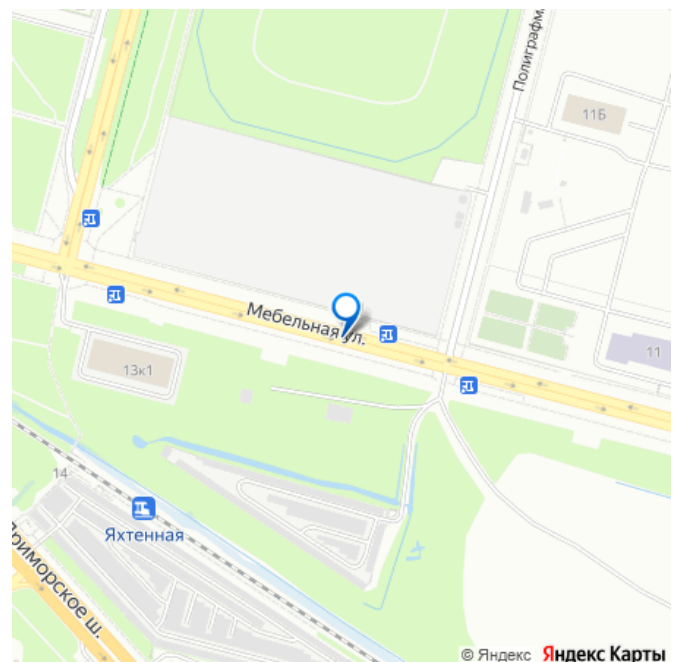 Полиграфм.
11Б
Мебельная ул.
11
13к1
14
Яхтенная
Приморское ш.
© Яндекс Яндекс Карты